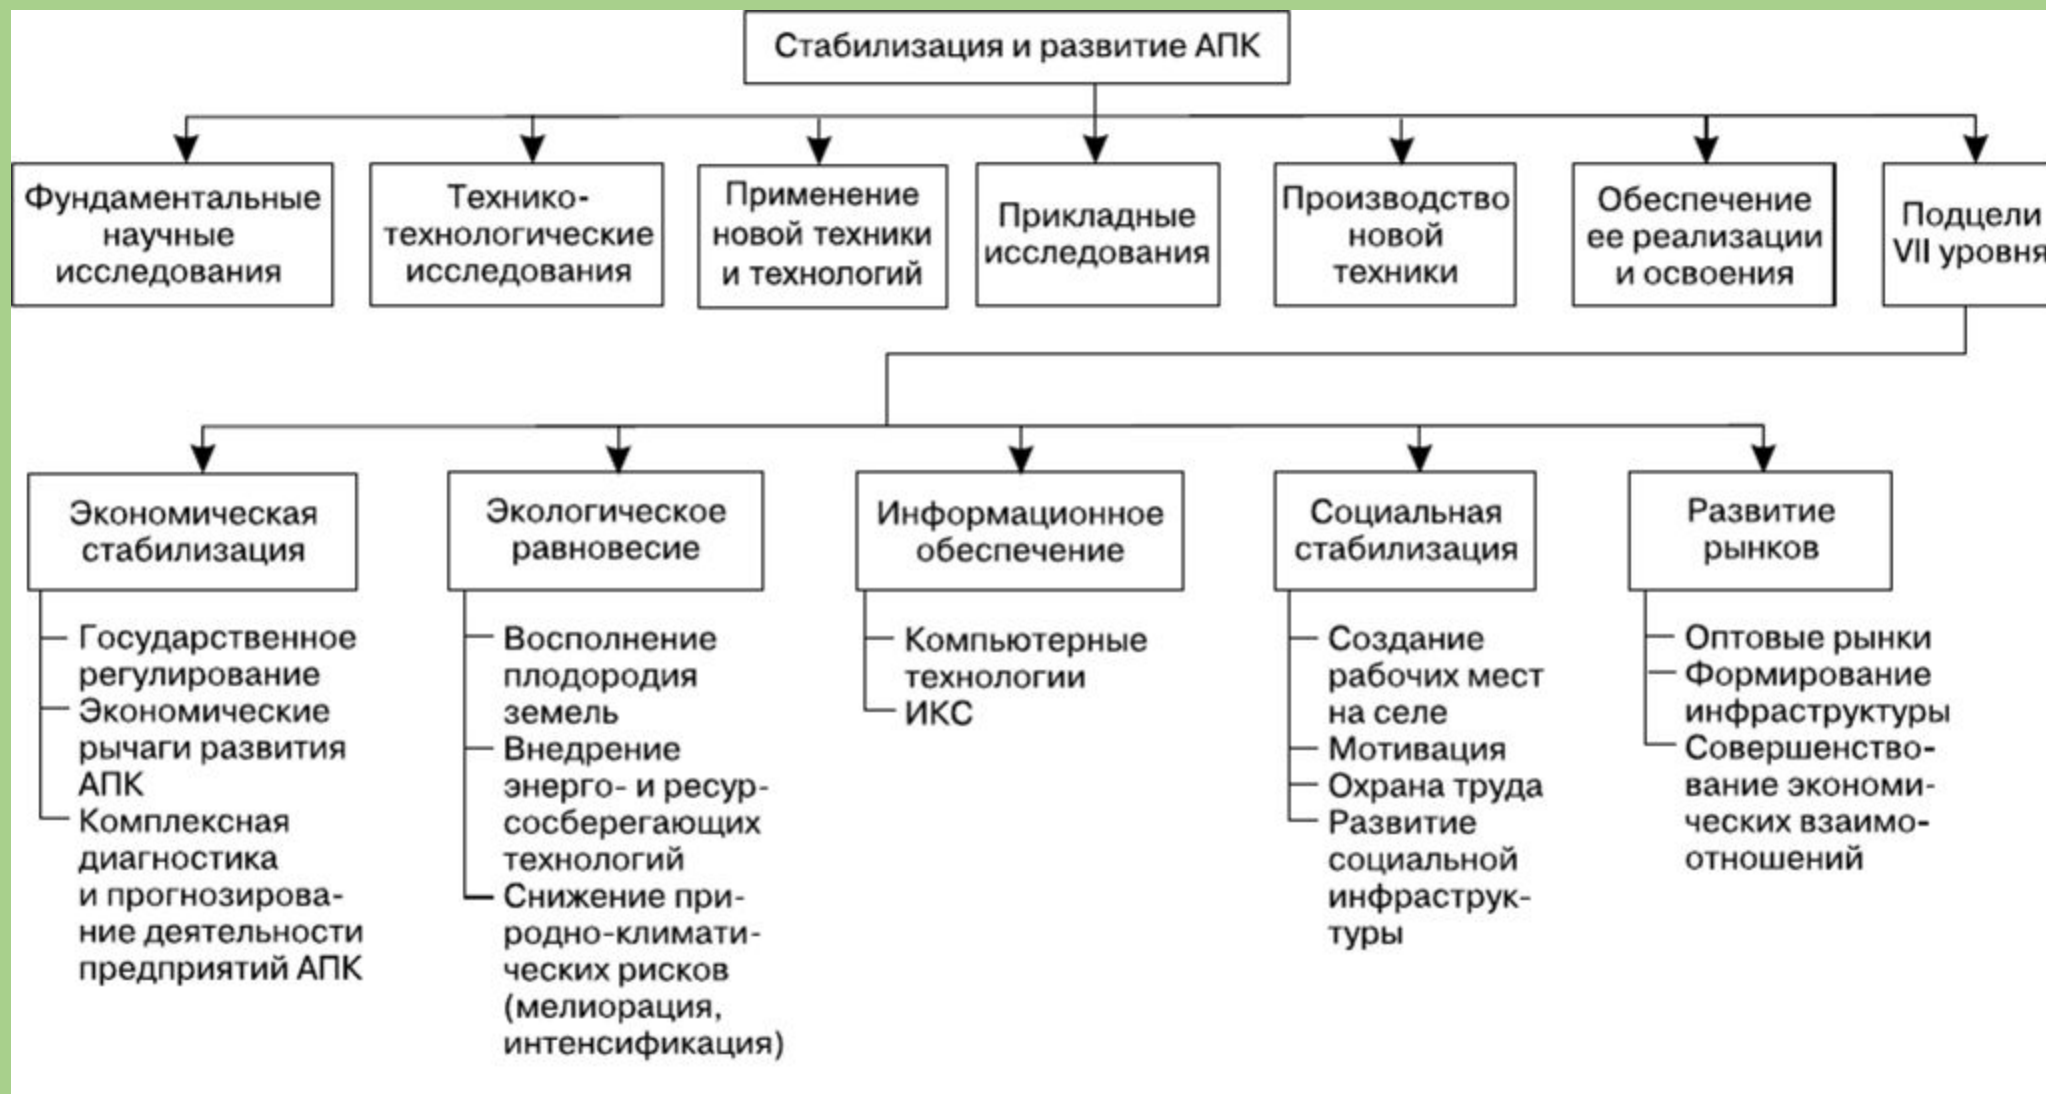 Стабилизация и развитие АПК
Фундаментальные
научные
исследования
Технико-
технологические
исследования
Применение
новой техники
и технологий
Прикладные
исследования
Производство
новой
техники
Обеспечение
ее реализации
и освоения
Подцели
VII уровня
Экономическая
стабилизация
Государственное
регулирование
Экономические
рычаги развития
АПК
Комплексная
диагностика
и прогнозирова-
ние деятельности
предприятий АПК
Экологическое
равновесие
Восполнение
плодородия
земель
Внедрение
энерго- и ресур-
сосберегающих
технологий
Снижение при-
родно-климати-
ческих рисков
(мелиорация,
интенсификация)
Информационное
обеспечение
Компьютерные
технологии
ИКС
Социальная
стабилизация
Создание
рабочих мест
на селе
Мотивация
Охрана труда
Развитие
социальной
инфраструк-
туры
Развитие
рынков
Оптовые рынки
Формирование
инфраструктуры
Совершенство-
вание экономи-
ческих взаимо-
отношений